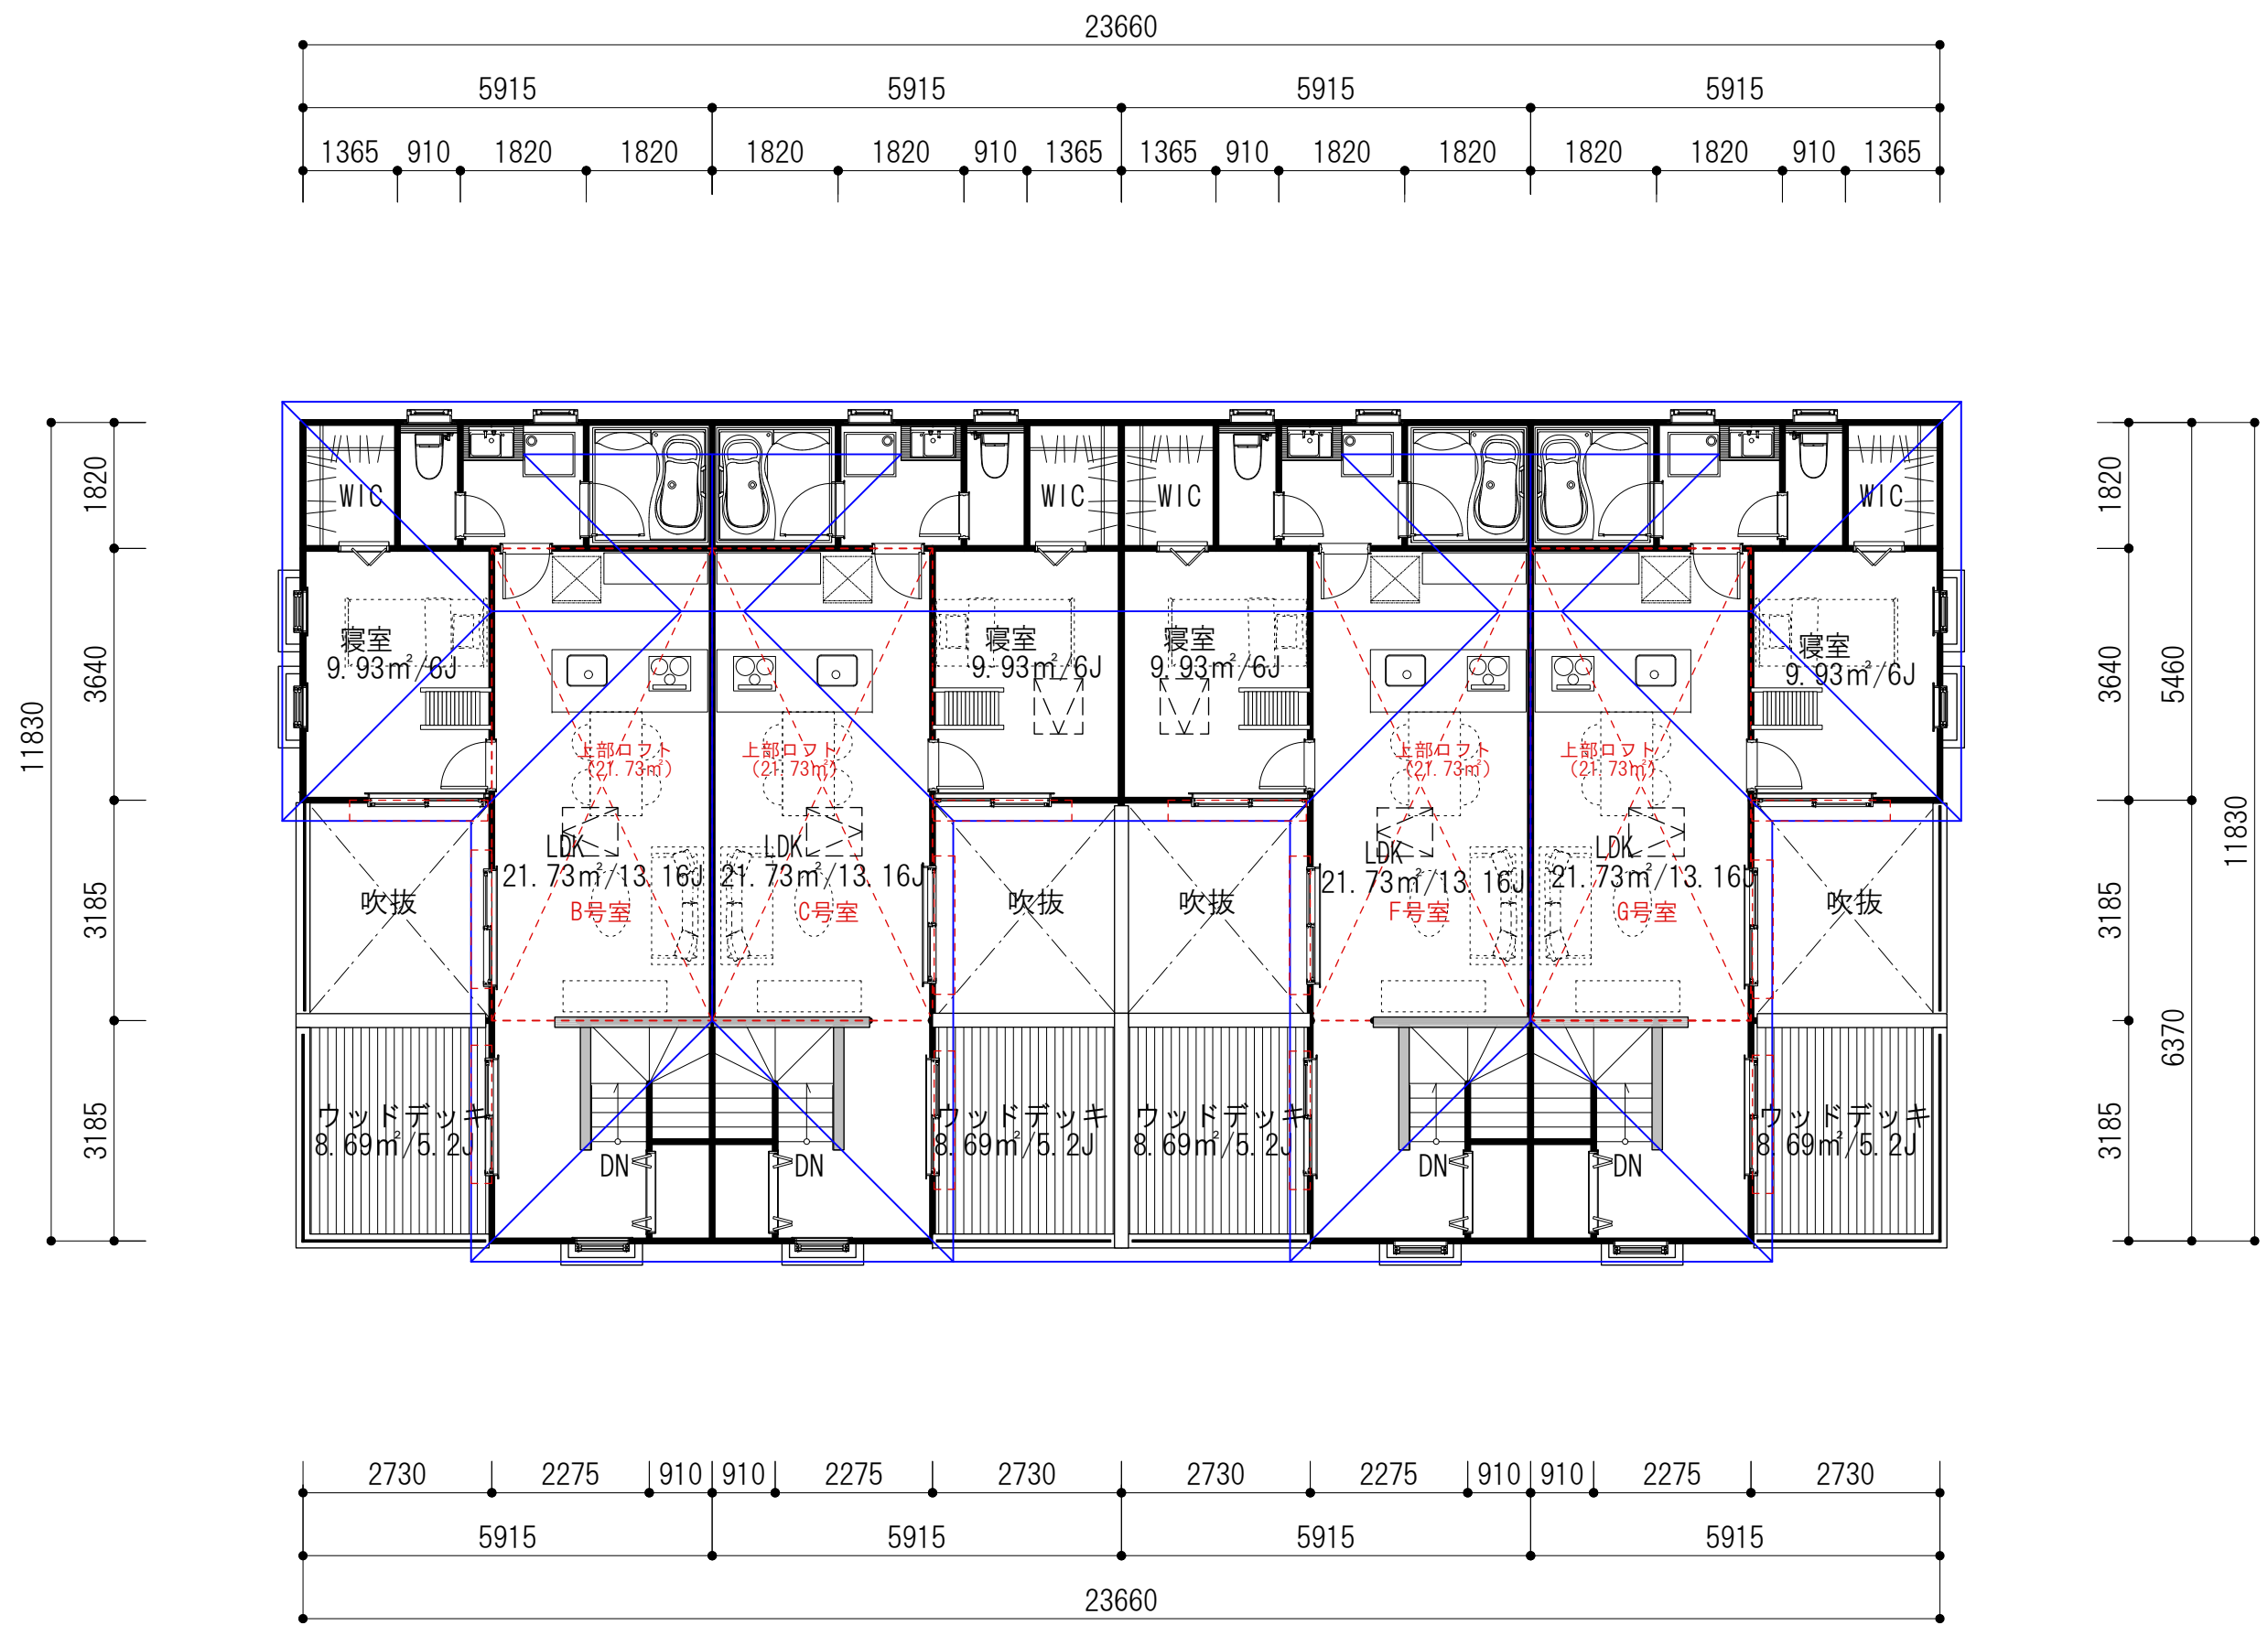 23660
5915 5915 5915 5915
1365 910 1820 1820 1820 1820 910 1365 1365 910 1820 1820 1820 1820 910 1365
11830
1820
3640
3185
3185
WIC WIC WIC WIC
寝室
9.93㎡/6J
寝室
9.93㎡/6J
寝室
9.93㎡/6J
寝室
9.93㎡/6J
上部ロフト
(21.73㎡)
上部ロフト
(21.73㎡)
上部ロフト
(21.73㎡)
上部ロフト
(21.73㎡)
LDK
21.73㎡/13.16J
B号室
LDK
21.73㎡/13.16J
C号室
LDK
21.73㎡/13.16J
F号室
LDK
21.73㎡/13.16J
G号室
吹抜 吹抜 吹抜 吹抜
ウッドデッキ
8.69㎡/5.2J
ウッドデッキ
8.69㎡/5.2J
ウッドデッキ
8.69㎡/5.2J
ウッドデッキ
8.69㎡/5.2J
DN DN DN DN
1820
3640
3185
3185
5460
6370
11830
2730 2275 910 910 2275 2730 2730 2275 910 910 2275 2730
5915 5915 5915 5915
23660